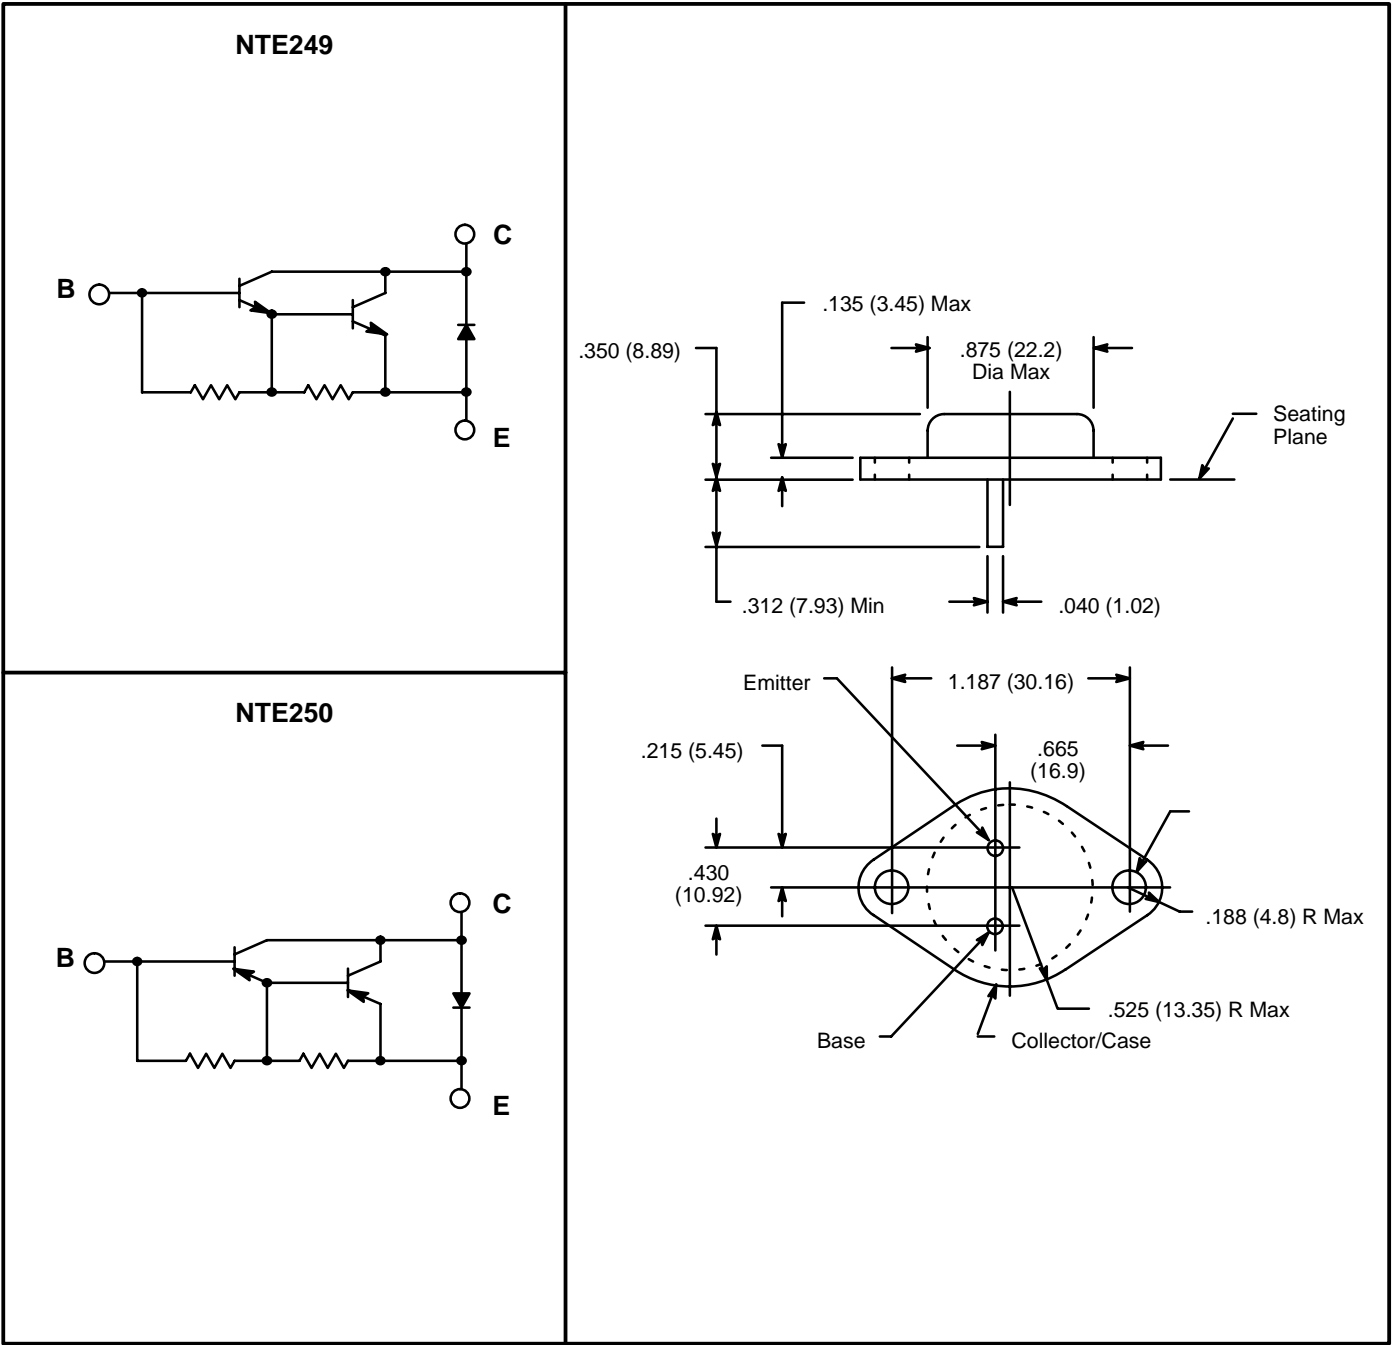 NTE249
C
B
E
NTE250
C
B
E
.135 (3.45) Max
.350 (8.89)
.875 (22.2)
Dia Max
Seating
Plane
.312 (7.93) Min
.040 (1.02)
Emitter
1.187 (30.16)
.215 (5.45)
.665
(16.9)
.430
(10.92)
.188 (4.8) R Max
.525 (13.35) R Max
Base
Collector/Case